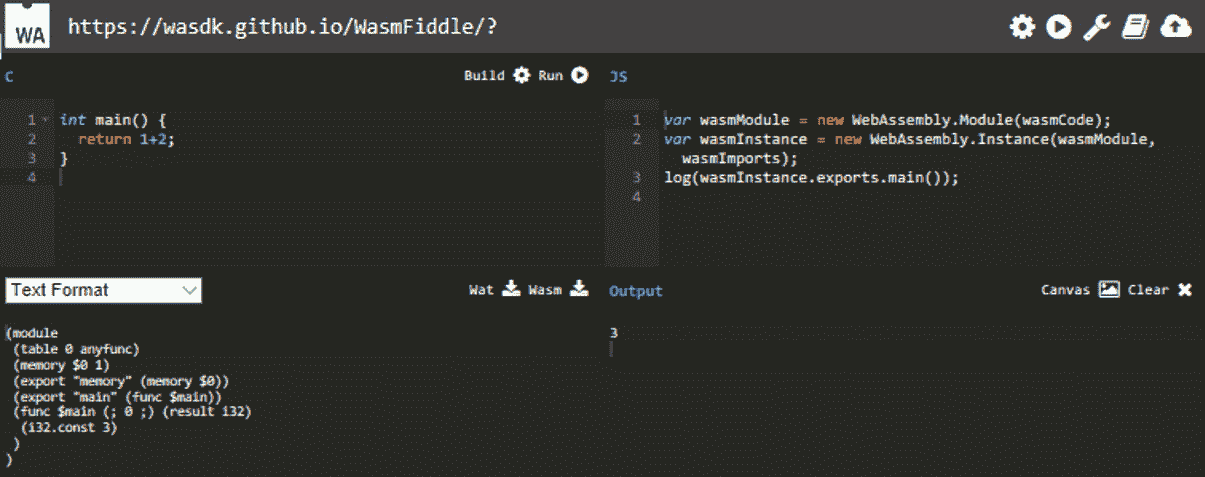 WA https://wasdk.github.io/WasmFiddle/?
C Build Run
1 int main() {
2 return 1+2;
3 }
4
JS
1 var wasmModule = new WebAssembly.Module(wasmCode);
2 var wasmInstance = new WebAssembly.Instance(wasmModule,
wasmImports);
3 log(wasmInstance.exports.main());
4
Text Format Wat Wasm
(module
(table 0 anyfunc)
(memory $0 1)
(export "memory" (memory $0))
(export "main" (func $main))
(func $main (; 0 ;) (result i32)
(i32.const 3)
)
)
Output Canvas Clear
3